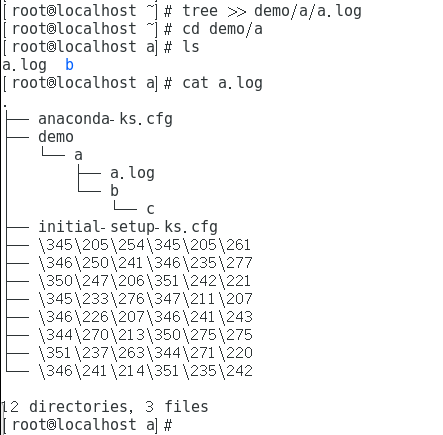 [root@localhost ~]# tree >> demo/a/a.log
[root@localhost ~]# cd demo/a
[root@localhost a]# ls
a.log  b
[root@localhost a]# cat a.log
.
├── anaconda-ks.cfg
├── demo
│   └── a
│       ├── a.log
│       └── b
│           └── c
├── initial-setup-ks.cfg
├── \345\205\254\345\205\261
├── \346\250\241\346\235\277
├── \350\247\206\351\242\221
├── \345\233\276\347\211\207
├── \346\226\207\346\241\243
├── \344\270\213\350\275\275
├── \351\237\263\344\271\220
└── \346\241\214\351\235\242
12 directories, 3 files
[root@localhost a]#